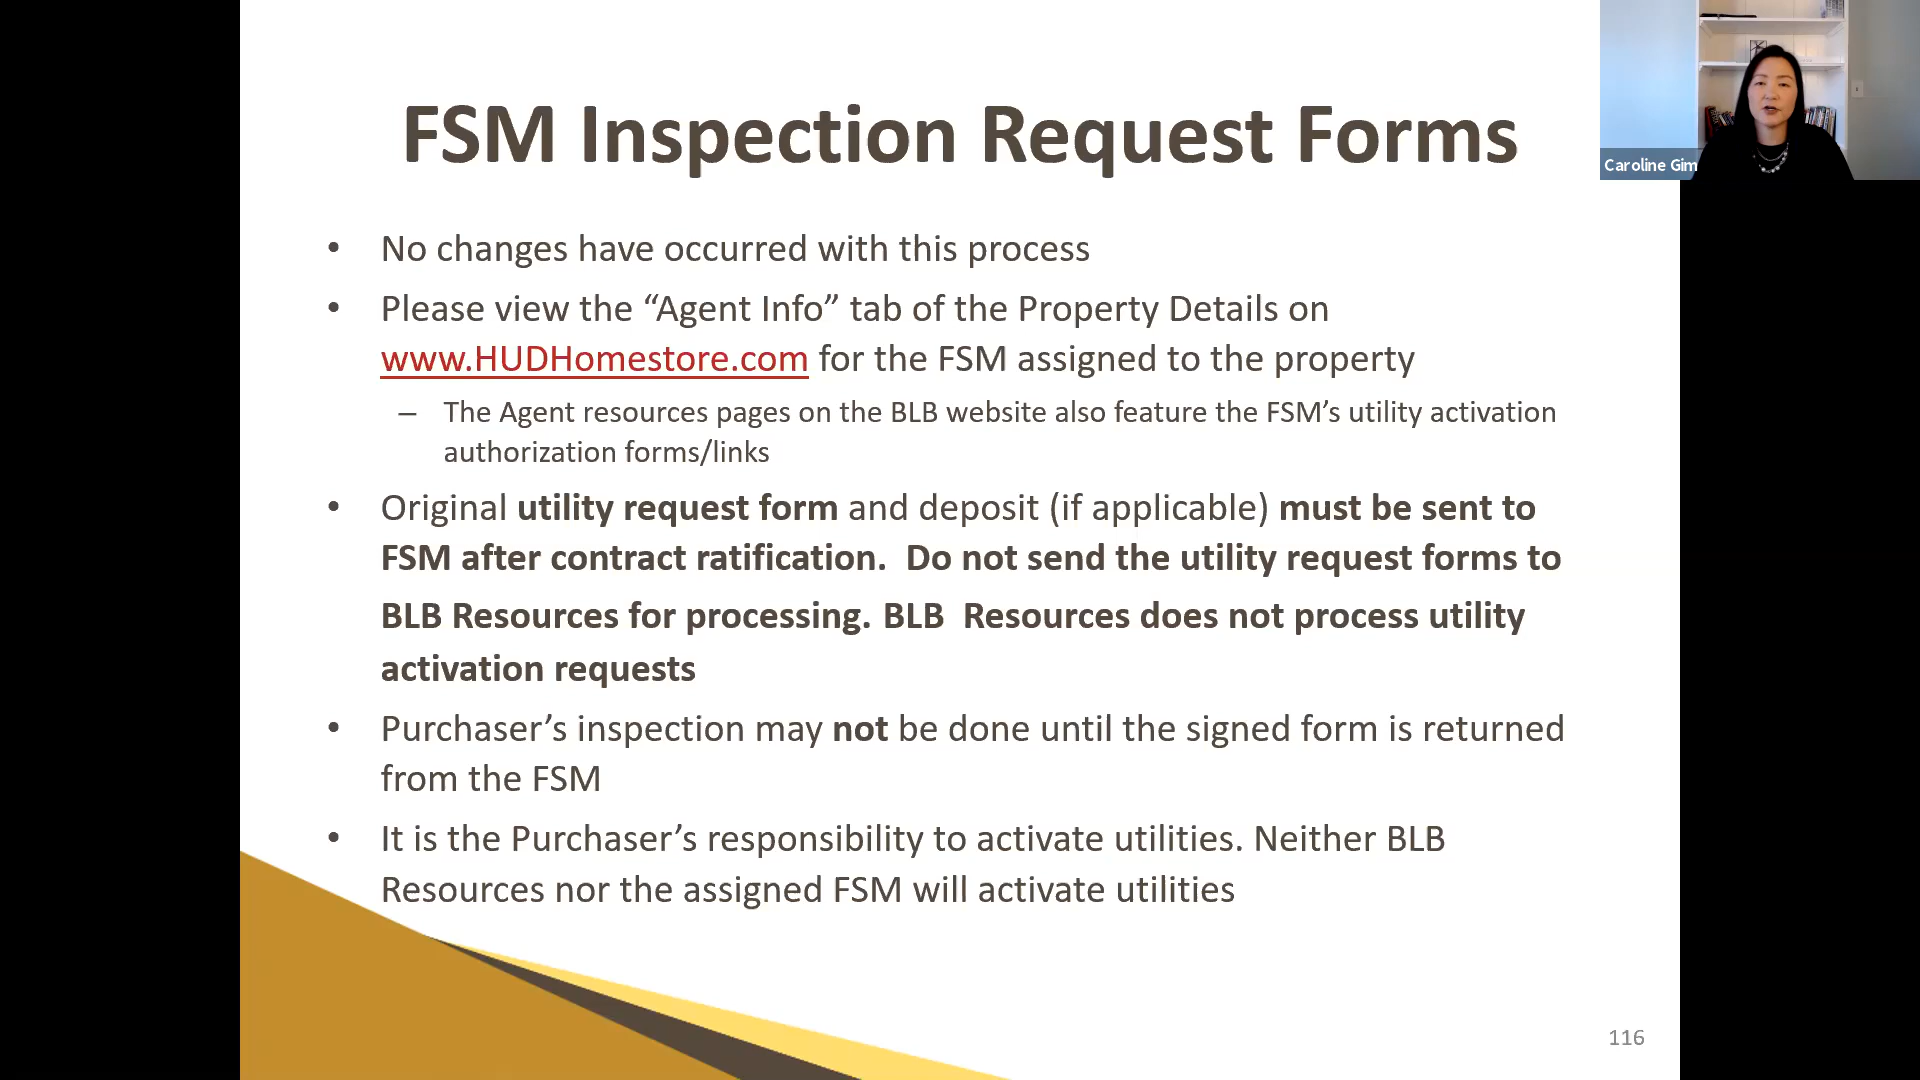 FSM Inspection Request Forms
Caroline Gim
• No changes have occurred with this process
• Please view the “Agent Info” tab of the Property Details on
www.HUDHomestore.com for the FSM assigned to the property
– The Agent resources pages on the BLB website also feature the FSM’s utility activation
authorization forms/links
• Original utility request form and deposit (if applicable) must be sent to
FSM after contract ratification.  Do not send the utility request forms to
BLB Resources for processing. BLB  Resources does not process utility
activation requests
• Purchaser’s inspection may not be done until the signed form is returned
from the FSM
• It is the Purchaser’s responsibility to activate utilities. Neither BLB
Resources nor the assigned FSM will activate utilities
116